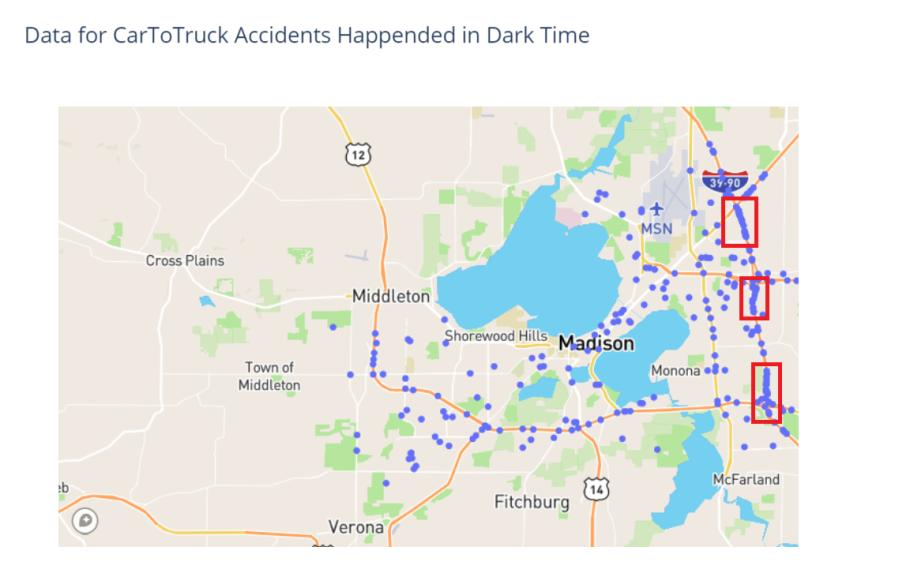 Data for CarToTruck Accidents Happended in Dark Time
12
39-90
MSN
Cross Plains
Middleton
Shorewood Hills
Madison
Town of
Middleton
Monona
McFarland
eb
14
Fitchburg
Verona